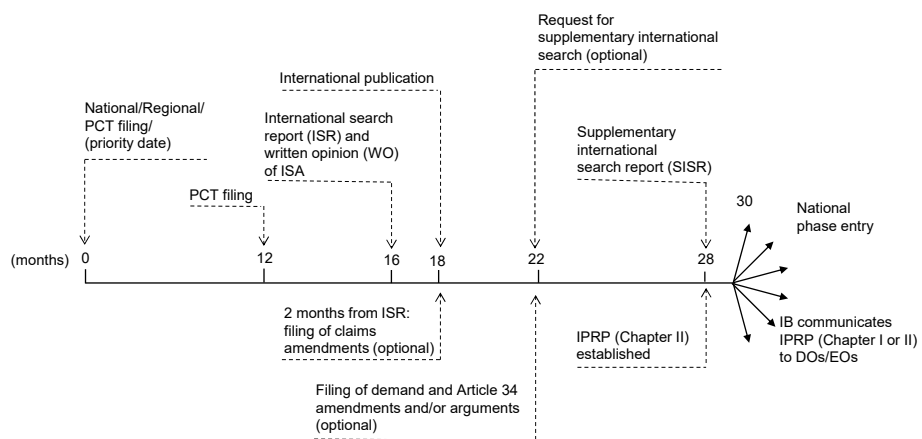 Request for
supplementary international
search (optional)
International publication
National/Regional/
PCT filing/
(priority date)
International search
report (ISR) and
written opinion (WO)
of ISA
Supplementary
international
search report (SISR)
PCT filing
30
National
phase entry
(months) 0 12 16 18 22 28
2 months from ISR:
filing of claims
amendments (optional)
IPRP (Chapter II)
established
IB communicates
IPRP (Chapter I or II)
to DOs/EOs
Filing of demand and Article 34
amendments and/or arguments
(optional)